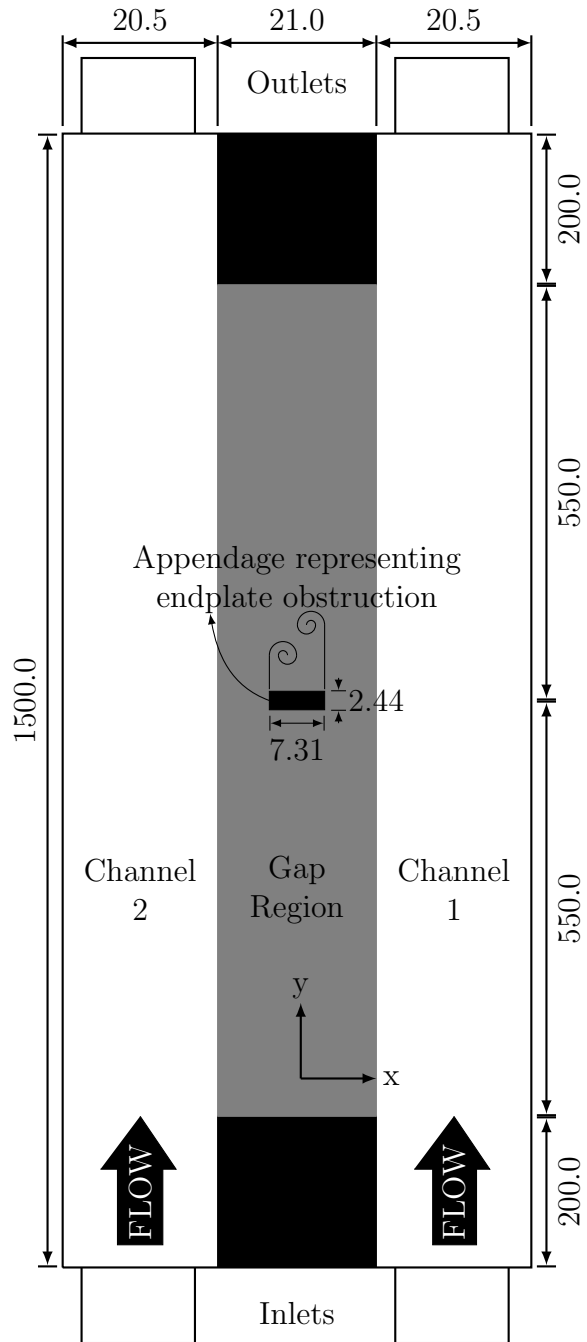 20.5
21.0
20.5
Outlets
200.0
550.0
Appendage representing
endplate obstruction
1500.0
2.44
7.31
Channel
2
Gap
Region
Channel
1
550.0
y
x
FLOW
FLOW
200.0
Inlets